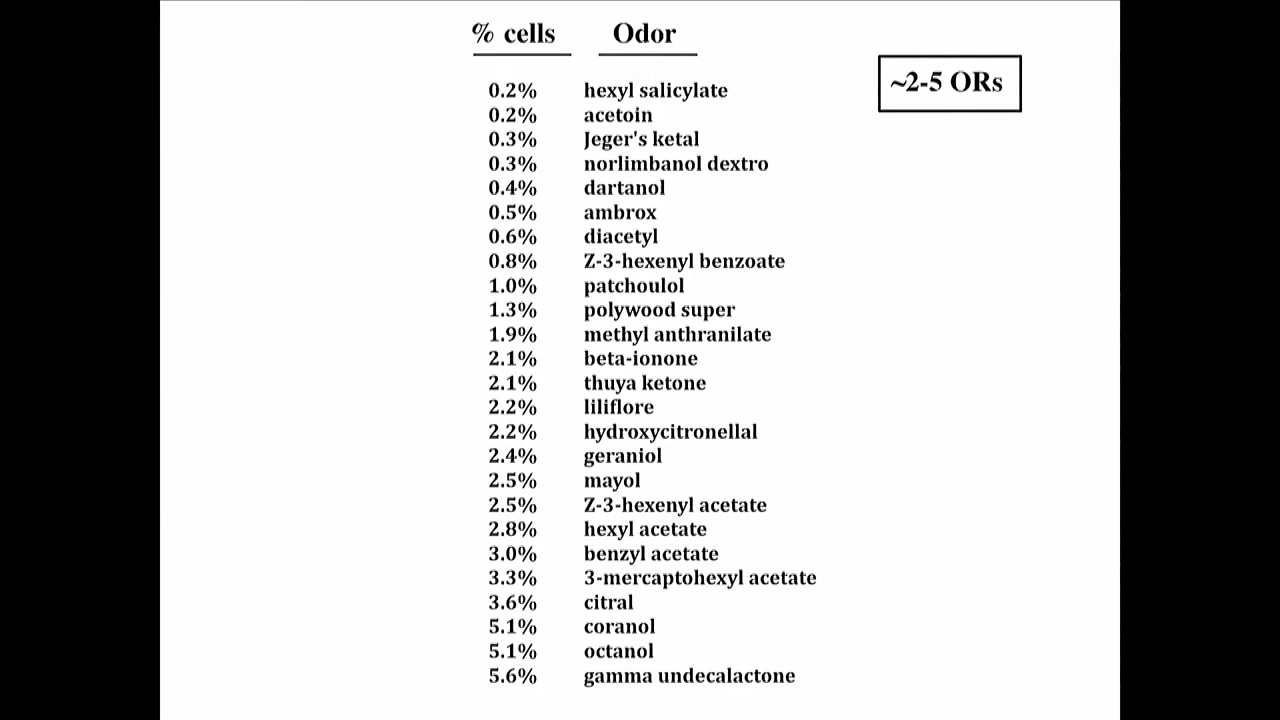 % cells Odor
~2-5 ORs
0.2% hexyl salicylate
0.2% acetoin
0.3% Jeger's ketal
0.3% norlimbanol dextro
0.4% dartanol
0.5% ambrox
0.6% diacetyl
0.8% Z-3-hexenyl benzoate
1.0% patchoulol
1.3% polywood super
1.9% methyl anthranilate
2.1% beta-ionone
2.1% thuya ketone
2.2% liliflore
2.2% hydroxycitronellal
2.4% geraniol
2.5% mayol
2.5% Z-3-hexenyl acetate
2.8% hexyl acetate
3.0% benzyl acetate
3.3% 3-mercaptohexyl acetate
3.6% citral
5.1% coranol
5.1% octanol
5.6% gamma undecalactone